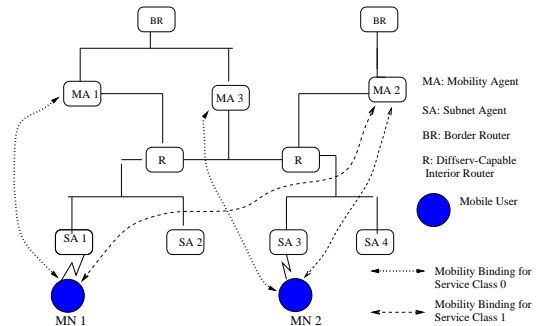 BR
BR
MA 1
MA 3
MA 2
MA: Mobility Agent
SA: Subnet Agent
BR: Border Router
R: Diffserv-Capable
Interior Router
R
R
Mobile User
SA 1
SA 2
SA 3
SA 4
Mobility Binding for
Service Class 0
Mobility Binding for
Service Class 1
MN 1
MN 2